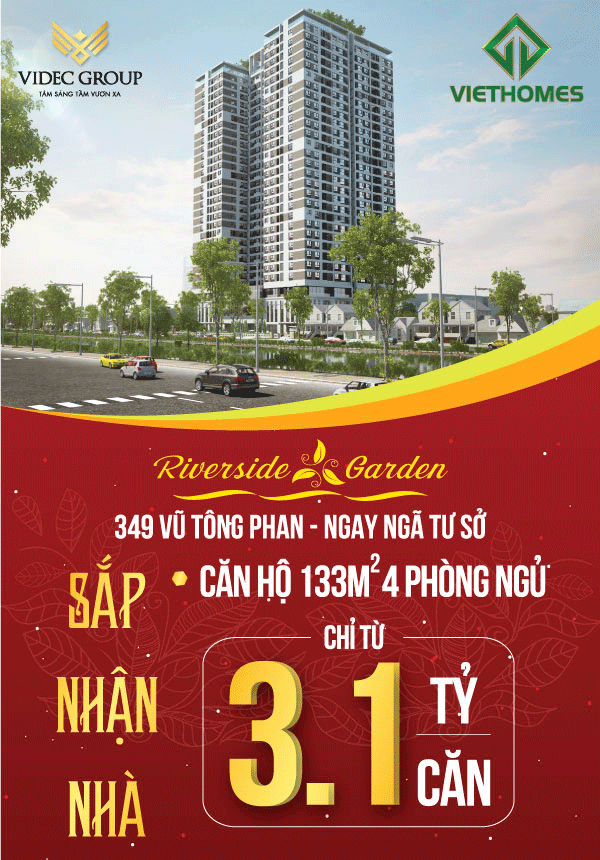 VIDEC GROUP
TÂM SÁNG TẦM VƯƠN XA
VIETHOMES
Riverside Garden
349 VŨ TÔNG PHAN - NGAY NGÃ TƯ SỞ
CĂN HỘ 133M² 4 PHÒNG NGỦ
SẮP
NHẬN
NHÀ
CHỈ TỪ
3.1
TỶ
CĂN